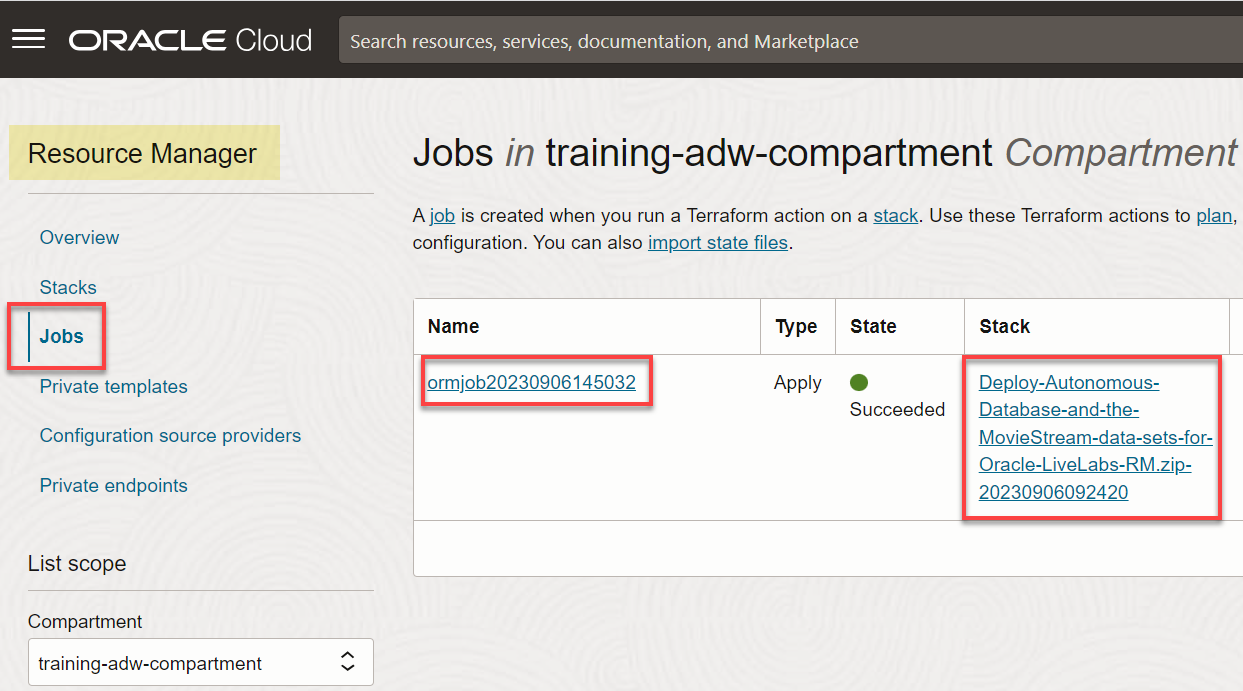 ORACLE Cloud
Search resources, services, documentation, and Marketplace
Resource Manager
Overview
Stacks
Jobs
Private templates
Configuration source providers
Private endpoints
List scope
Compartment
training-adw-compartment
Jobs in training-adw-compartment Compartment
A job is created when you run a Terraform action on a stack. Use these Terraform actions to plan,
configuration. You can also import state files.
Name Type State Stack
ormjob20230906145032 Apply Succeeded
Deploy-Autonomous-
Database-and-the-
MovieStream-data-sets-for-
Oracle-LiveLabs-RM.zip-
20230906092420